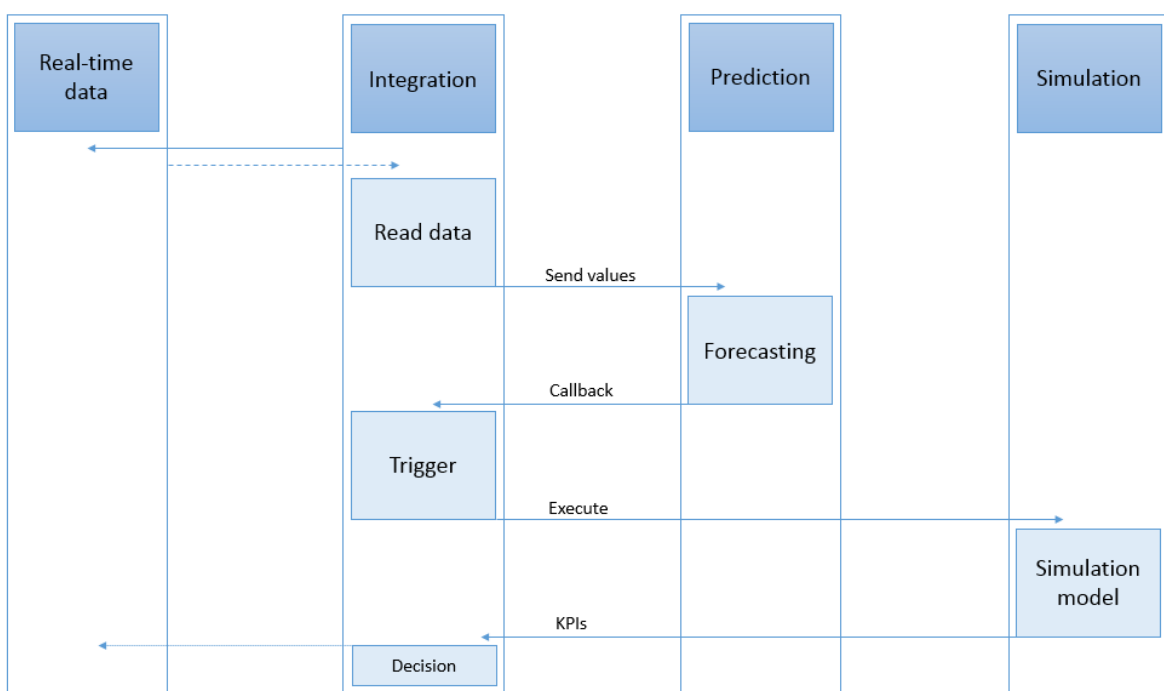 Real-time
data
Integration
Prediction
Simulation
Read data
Send values
Forecasting
Callback
Trigger
Execute
Simulation
model
KPIs
Decision